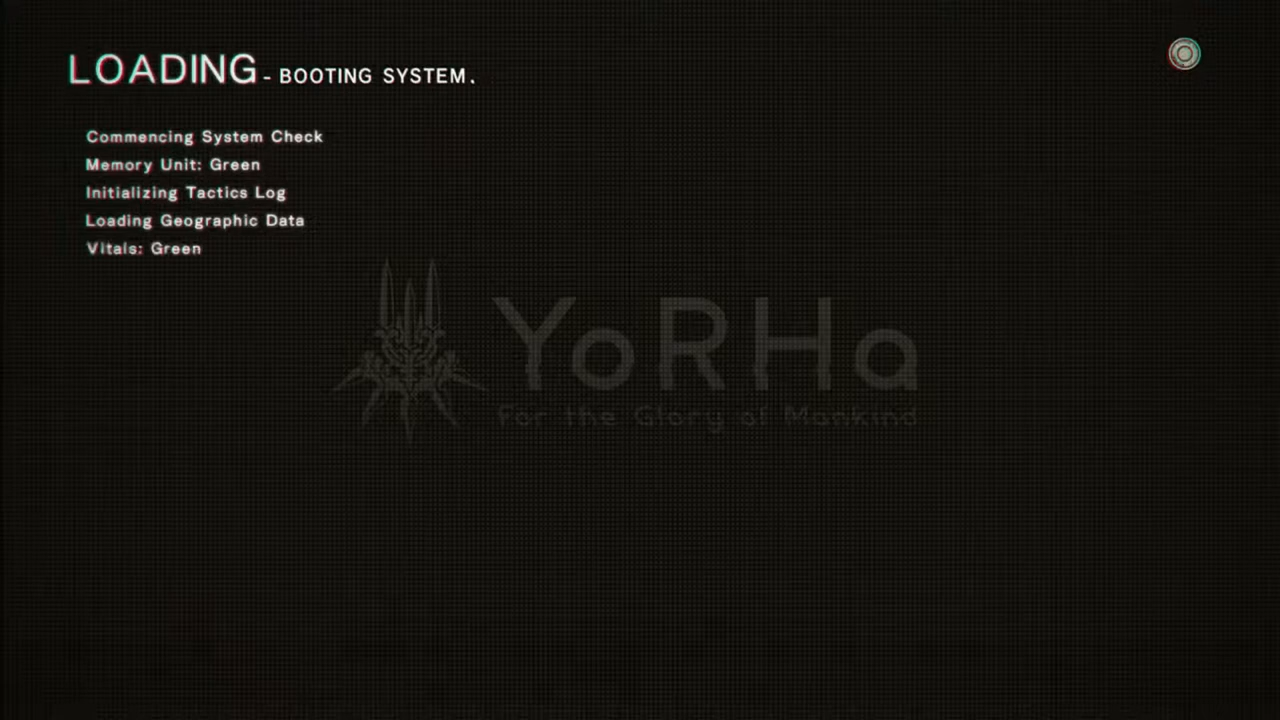 LOADING - BOOTING SYSTEM.
Commencing System Check
Memory Unit: Green
Initializing Tactics Log
Loading Geographic Data
Vitals: Green
YoRHa
For the Glory of Mankind